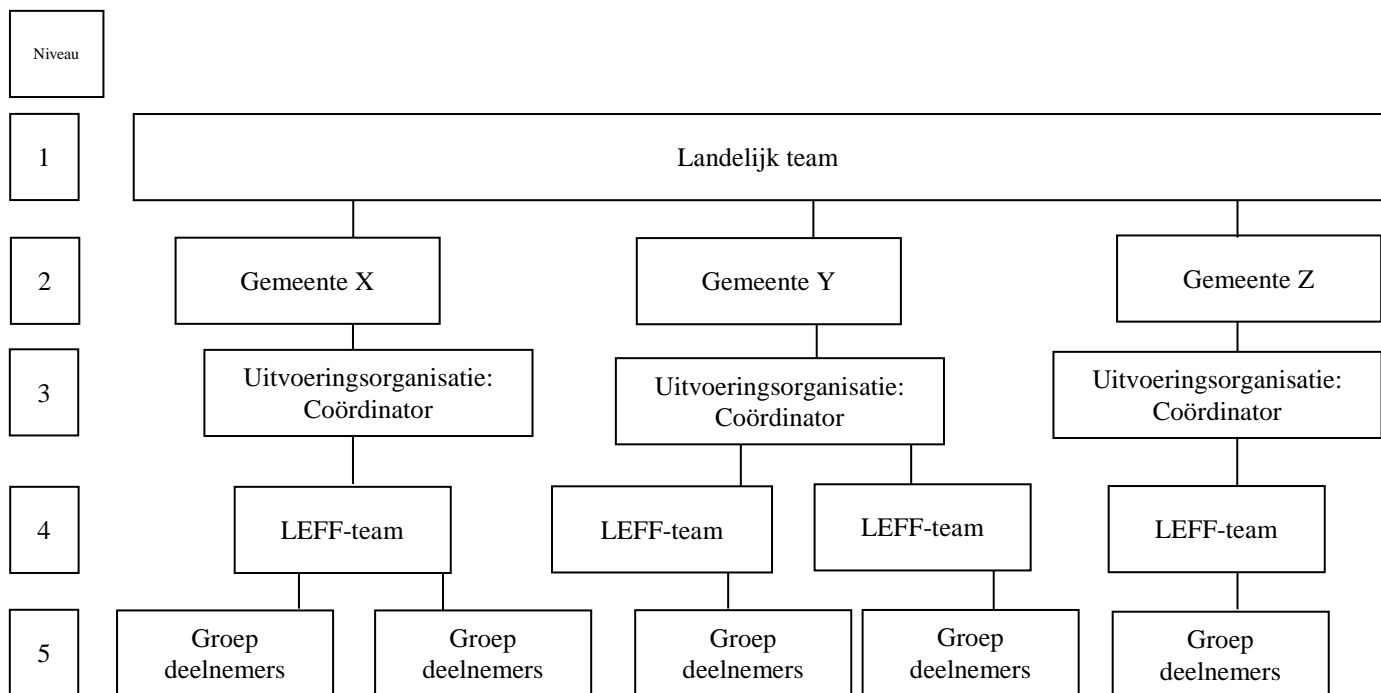 Niveau
1
Landelijk team
2
Gemeente X
Gemeente Y
Gemeente Z
3
Uitvoeringsorganisatie:
Coördinator
Uitvoeringsorganisatie:
Coördinator
Uitvoeringsorganisatie:
Coördinator
4
LEFF-team
LEFF-team
LEFF-team
LEFF-team
5
Groep
deelnemers
Groep
deelnemers
Groep
deelnemers
Groep
deelnemers
Groep
deelnemers